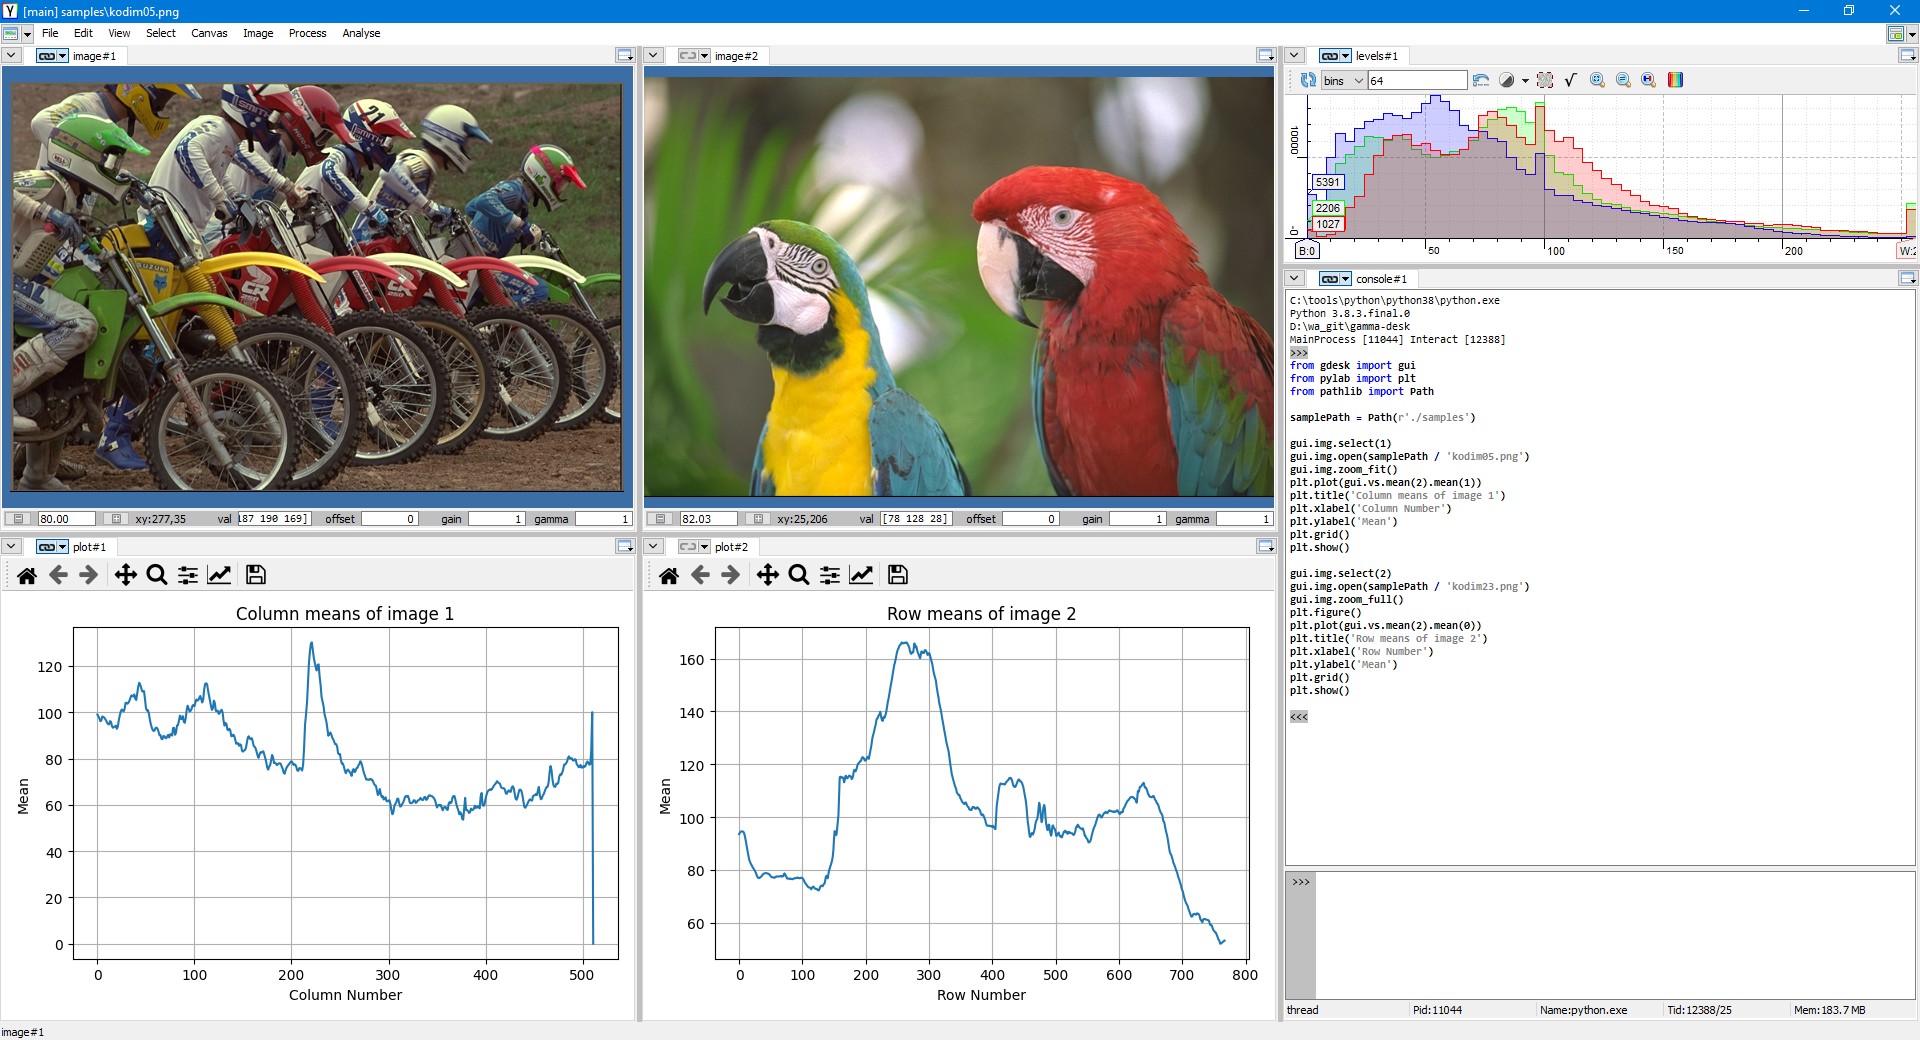 [main] samples\kodim05.png
File Edit View Select Canvas Image Process Analyse
image#1
21
SUZUKI
CR
CR
80.00 xy:277,35 val 187 190 169] offset 0 gain 1 gamma 1
image#2
82.03 xy:25,206 val [78 128 28] offset 0 gain 1 gamma 1
plot#1
Column means of image 1
Mean
120
100
80
60
40
20
0
0 100 200 300 400 500
Column Number
plot#2
Row means of image 2
Mean
160
140
120
100
80
60
0 100 200 300 400 500 600 700 800
Row Number
levels#1
bins 64
10000
0
5391
2206
1027
B:0 50 100 150 200 W:2
console#1
C:\tools\python\python38\python.exe
Python 3.8.3.final.0
D:\wa_git\gamma-desk
MainProcess [11044] Interact [12388]
>>>
from gdesk import gui
from pylab import plt
from pathlib import Path
samplePath = Path(r'./samples')
gui.img.select(1)
gui.img.open(samplePath / 'kodim05.png')
gui.img.zoom_fit()
plt.plot(gui.vs.mean(2).mean(1))
plt.title('Column means of image 1')
plt.xlabel('Column Number')
plt.ylabel('Mean')
plt.grid()
plt.show()
gui.img.select(2)
gui.img.open(samplePath / 'kodim23.png')
gui.img.zoom_full()
plt.figure()
plt.plot(gui.vs.mean(2).mean(0))
plt.title('Row means of image 2')
plt.xlabel('Row Number')
plt.ylabel('Mean')
plt.grid()
plt.show()
<<<
>>>
thread Pid:11044 Name:python.exe Tid:12388/25 Mem:183.7 MB
image#1